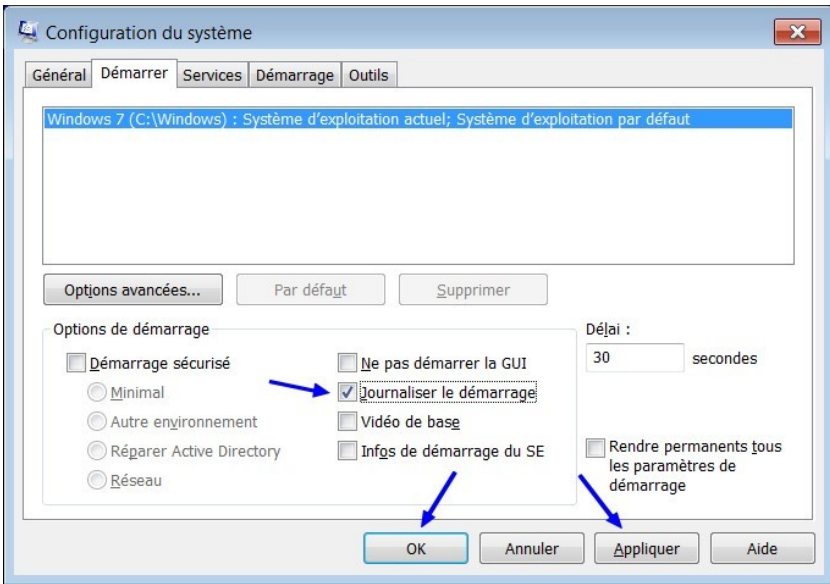 Configuration du système
Général Démarrer Services Démarrage Outils
Windows 7 (C:\Windows) : Système d'exploitation actuel; Système d'exploitation par défaut
Options avancées... Par défaut Supprimer
Options de démarrage
Délai :
Démarrage sécurisé
Ne pas démarrer la GUI
30 secondes
Minimal
Journaliser le démarrage
Autre environnement
Vidéo de base
Réparer Active Directory
Infos de démarrage du SE
Rendre permanents tous
les paramètres de
démarrage
Réseau
OK Annuler Appliquer Aide